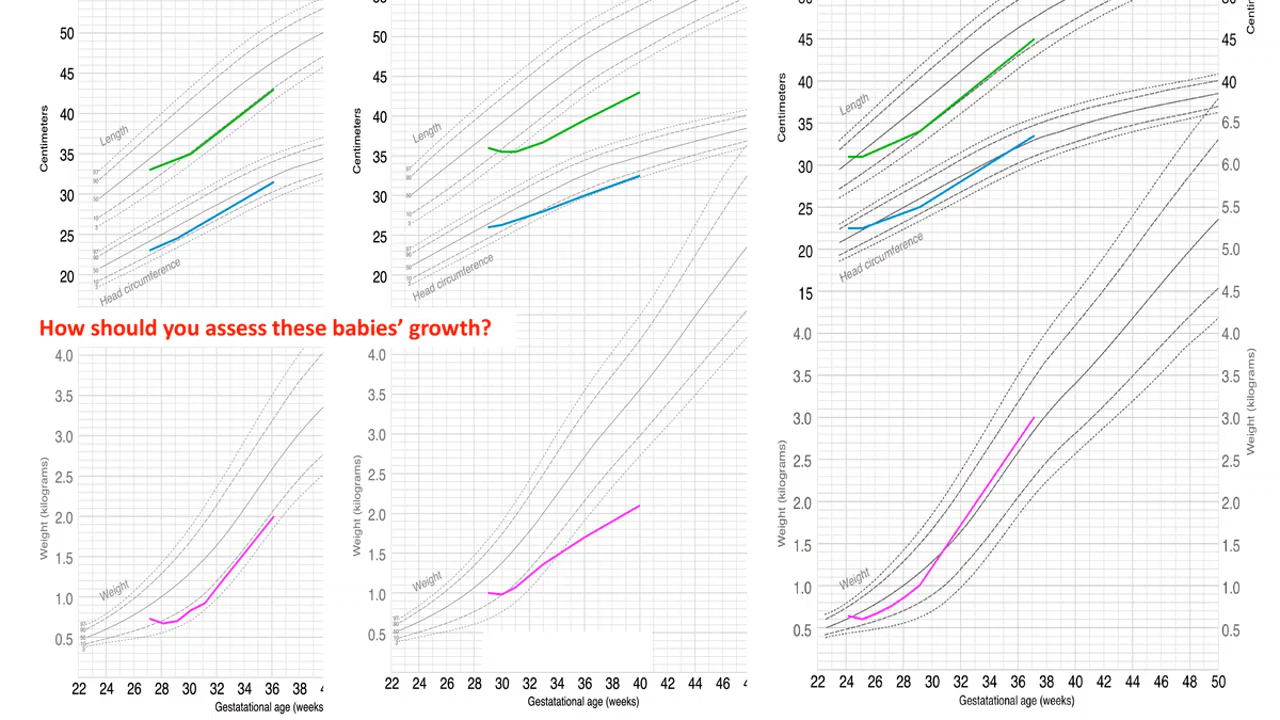 50
45
40
35
30
25
20
Centimeters
Length
Head circumference
50
45
40
35
30
25
20
Centimeters
Length
Head circumference
45
40
35
30
25
20
15
Centimeters
Length
Head circumference
45
40
6.5
6.0
5.5
5.0
4.5
4.0
3.5
3.0
2.5
2.0
1.5
1.0
0.5
Weight (kilograms)
How should you assess these babies’ growth?
4.0
3.5
3.0
2.5
2.0
1.5
1.0
0.5
Weight (kilograms)
Weight
22 24 26 28 30 32 34 36 38
Gestatational age (weeks
4.0
3.5
3.0
2.5
2.0
1.5
1.0
0.5
Weight (kilograms)
Weight
22 24 26 28 30 32 34 36 38 40 42 44 46
Gestatational age (weeks)
4.0
3.5
3.0
2.5
2.0
1.5
1.0
0.5
Weight (kilograms)
Weight
22 24 26 28 30 32 34 36 38 40 42 44 46 48 50
Gestatational age (weeks)